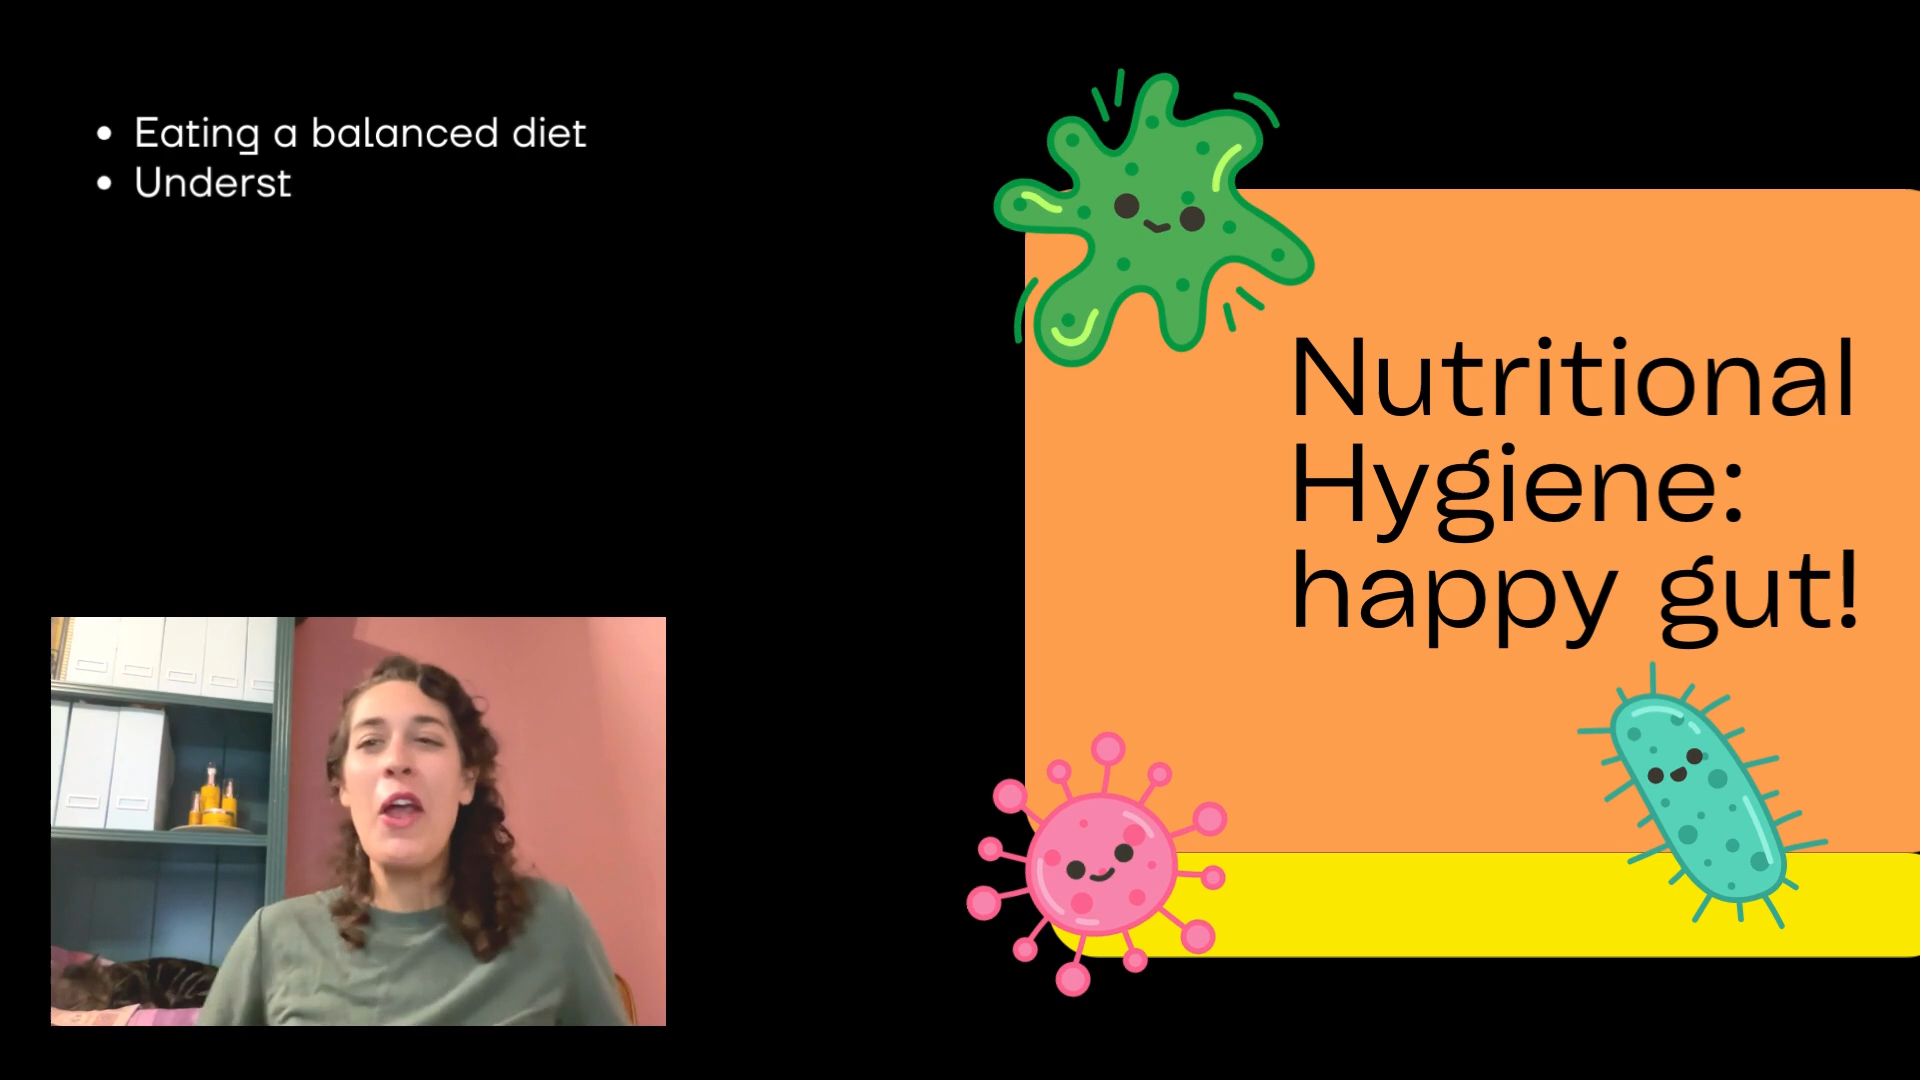 Eating a balanced diet
Underst
Nutritional
Hygiene:
happy gut!